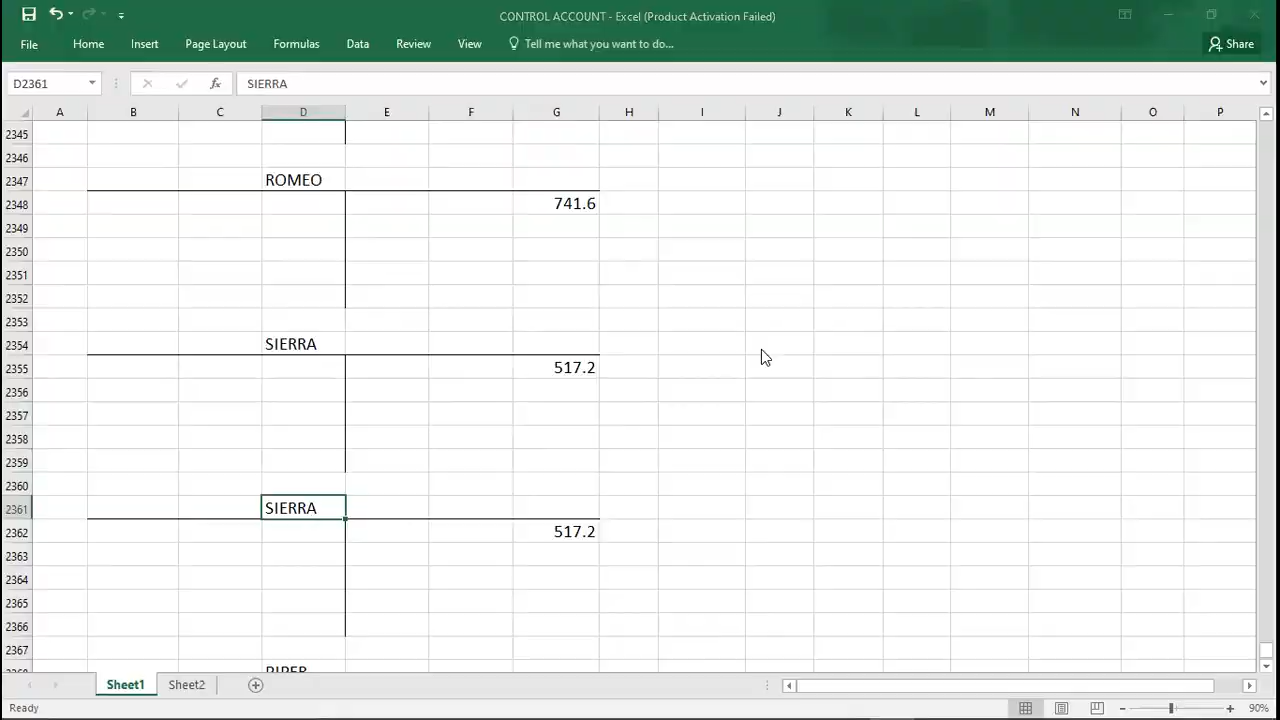 CONTROL ACCOUNT - Excel (Product Activation Failed)
File Home Insert Page Layout Formulas Data Review View Tell me what you want to do... Share
D2361 fx SIERRA
A B C D E F G H I J K L M N O P
2345
2346
2347 ROMEO
2348 741.6
2349
2350
2351
2352
2353
2354 SIERRA
2355 517.2
2356
2357
2358
2359
2360
2361 SIERRA
2362 517.2
2363
2364
2365
2366
2367
2368 PIPER
Sheet1 Sheet2
Ready 90%